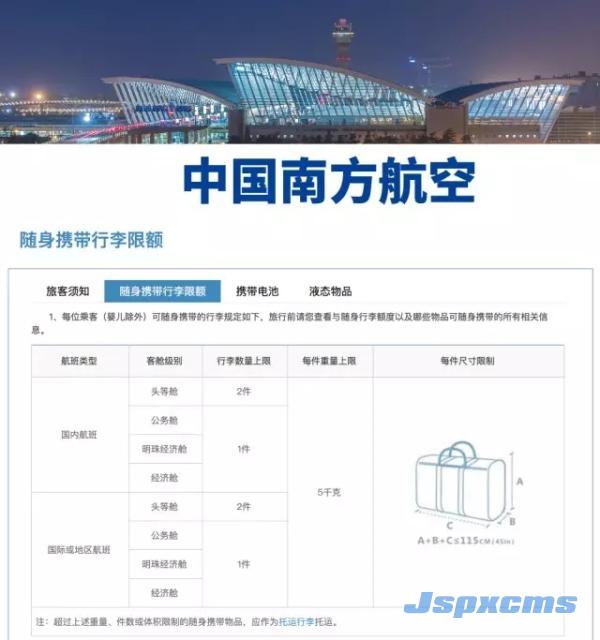 中国南方航空
随身携带行李限额
旅客须知 随身携带行李限额 携带电池 液态物品
1、每位乘客（婴儿除外）可随身携带的行李规定如下，旅行前请您查看与随身行李额度以及哪些物品可随身携带的所有相关信
息。
航班类型 客舱级别 行李数量上限 每件重量上限 每件尺寸限制
头等舱 2件
公务舱
国内航班
明珠经济舱 1件
经济舱
5千克
头等舱 2件
公务舱
国际或地区航班
明珠经济舱 1件
经济舱
A
B
C
A+B+C≤115CM(45in)
注：超过上述重量、件数或体积限制的随身携带物品，应作为托运行李托运。
Jspxcms